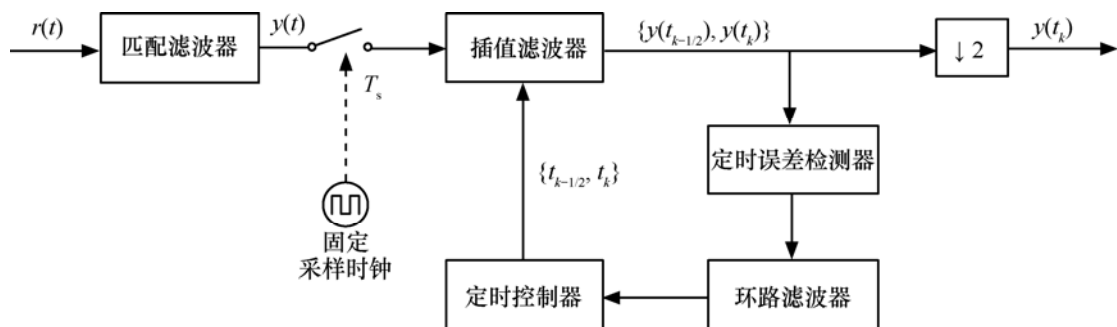 r(t)
匹配滤波器
y(t)
T_s
固定
采样时钟
插值滤波器
{y(t_{k−1/2}), y(t_k)}
↓ 2
y(t_k)
定时误差检测器
{t_{k−1/2}, t_k}
定时控制器
环路滤波器